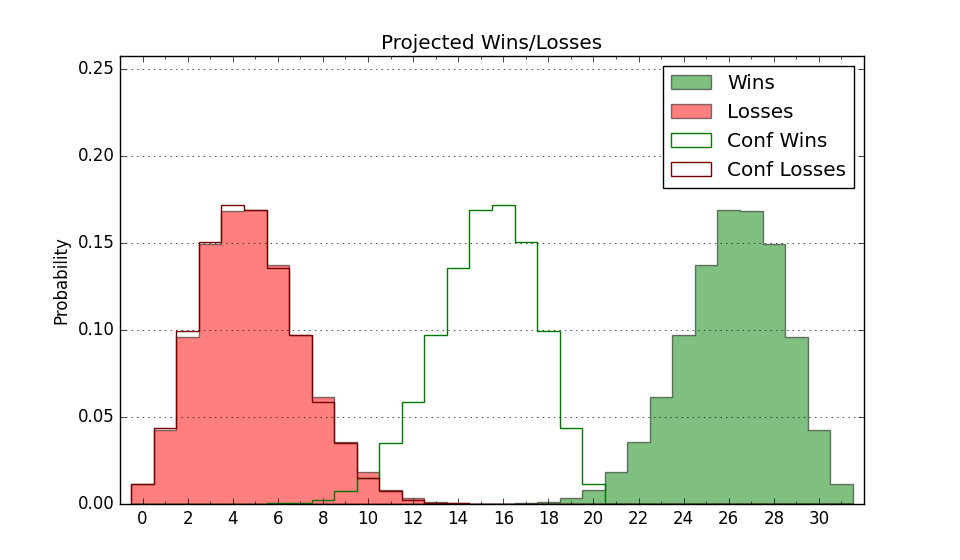 Projected Wins/Losses
0.25
0.20
0.15
0.10
0.05
0.00
Probability
Wins
Losses
Conf Wins
Conf Losses
0 2 4 6 8 10 12 14 16 18 20 22 24 26 28 30